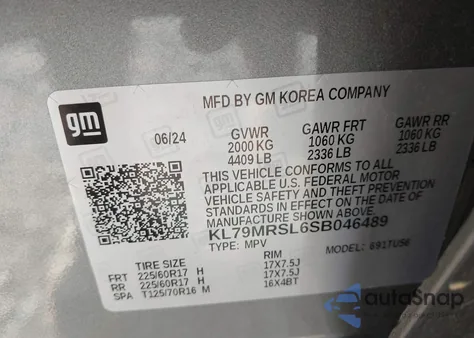 MFD BY GM KOREA COMPANY
gm
06/24 GVWR GAWR FRT GAWR RR
2000 KG 1060 KG 1060 KG
4409 LB 2336 LB 2336 LB
THIS VEHICLE CONFORMS TO ALL
APPLICABLE U.S. FEDERAL MOTOR
VEHICLE SAFETY AND THEFT PREVENTION
STANDARDS IN EFFECT ON THE DATE OF
MANUFACTURE SHOWN ABOVE.
KL79MRSL6SB046489
TYPE: MPV MODEL: 691TU56
TIRE SIZE RIM
FRT 225/60R17 H 17X7.5J
RR 225/60R17 H 17X7.5J
SPA T125/70R16 M 16X4BT
autoSnap